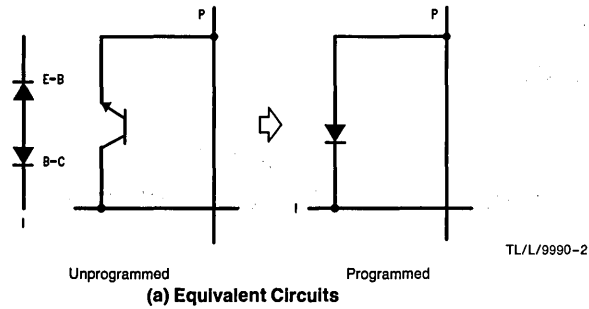 P
P
E-B
B-C
I
I
TL/L/9990-2
Unprogrammed
Programmed
(a) Equivalent Circuits